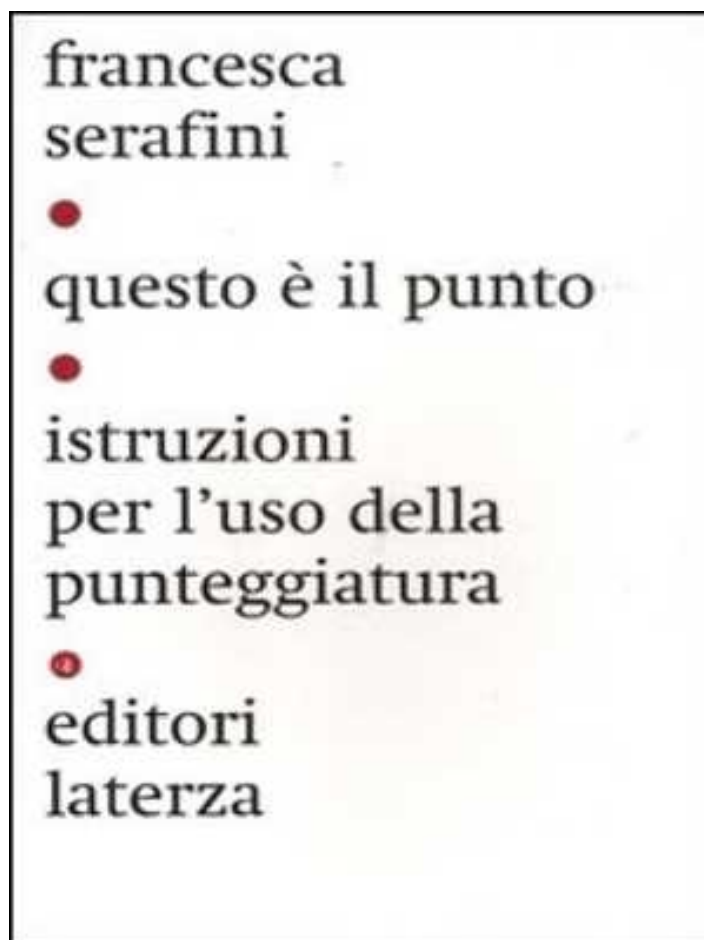 francesca
serafini
questo è il punto
istruzioni
per l'uso della
punteggiatura
editori
laterza